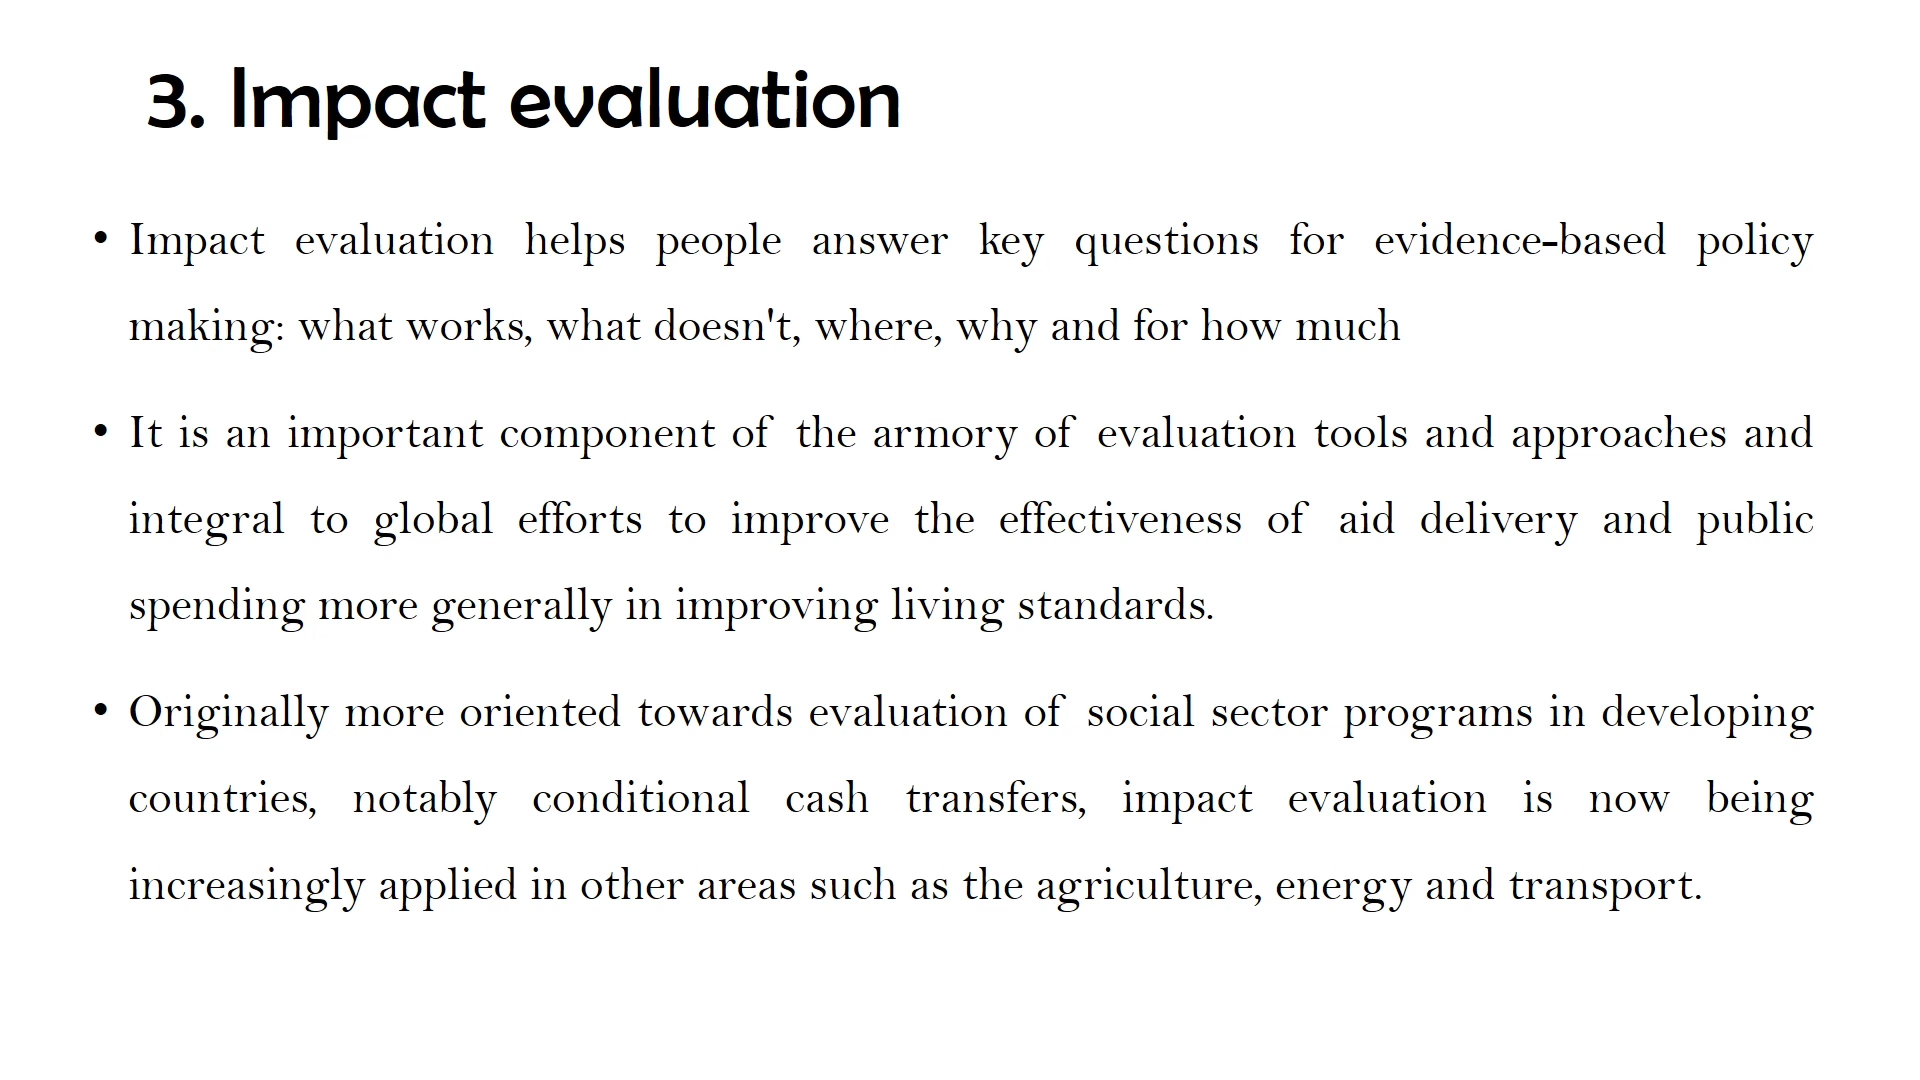 3. Impact evaluation
• Impact evaluation helps people answer key questions for evidence-based policy
making: what works, what doesn't, where, why and for how much
• It is an important component of the armory of evaluation tools and approaches and
integral to global efforts to improve the effectiveness of aid delivery and public
spending more generally in improving living standards.
• Originally more oriented towards evaluation of social sector programs in developing
countries, notably conditional cash transfers, impact evaluation is now being
increasingly applied in other areas such as the agriculture, energy and transport.